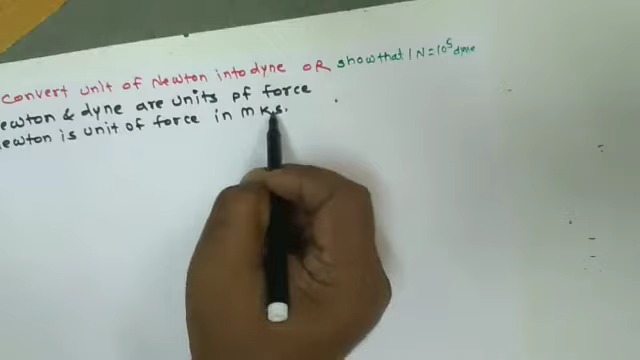 Convert unit of Newton into dyne OR show that 1 N = 10⁵ dyne
ewton & dyne are units of force
ewton is unit of force in M K.S.